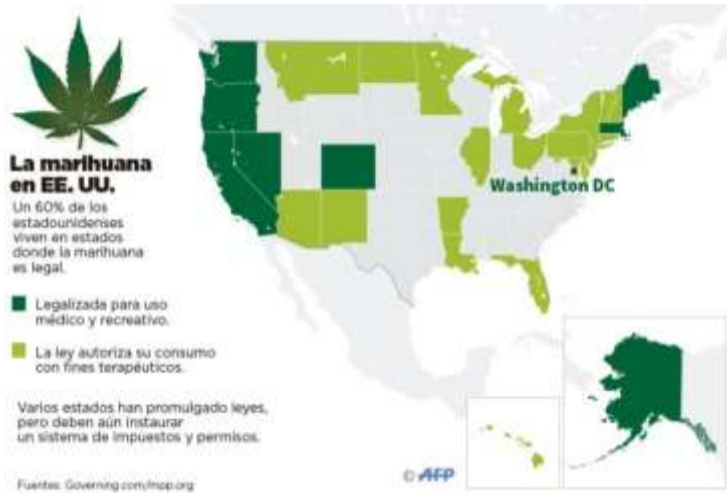 La marihuana
en EE. UU.
Un 60% de los
estadounidenses
viven en estados
donde la marihuana
es legal.
Legalizada para uso
médico y recreativo.
La ley autoriza su consumo
con fines terapéuticos.
Varios estados han promulgado leyes,
pero deben aún instaurar
un sistema de impuestos y permisos.
Fuentes: Governing.com/mpp.org
Washington DC
© AFP